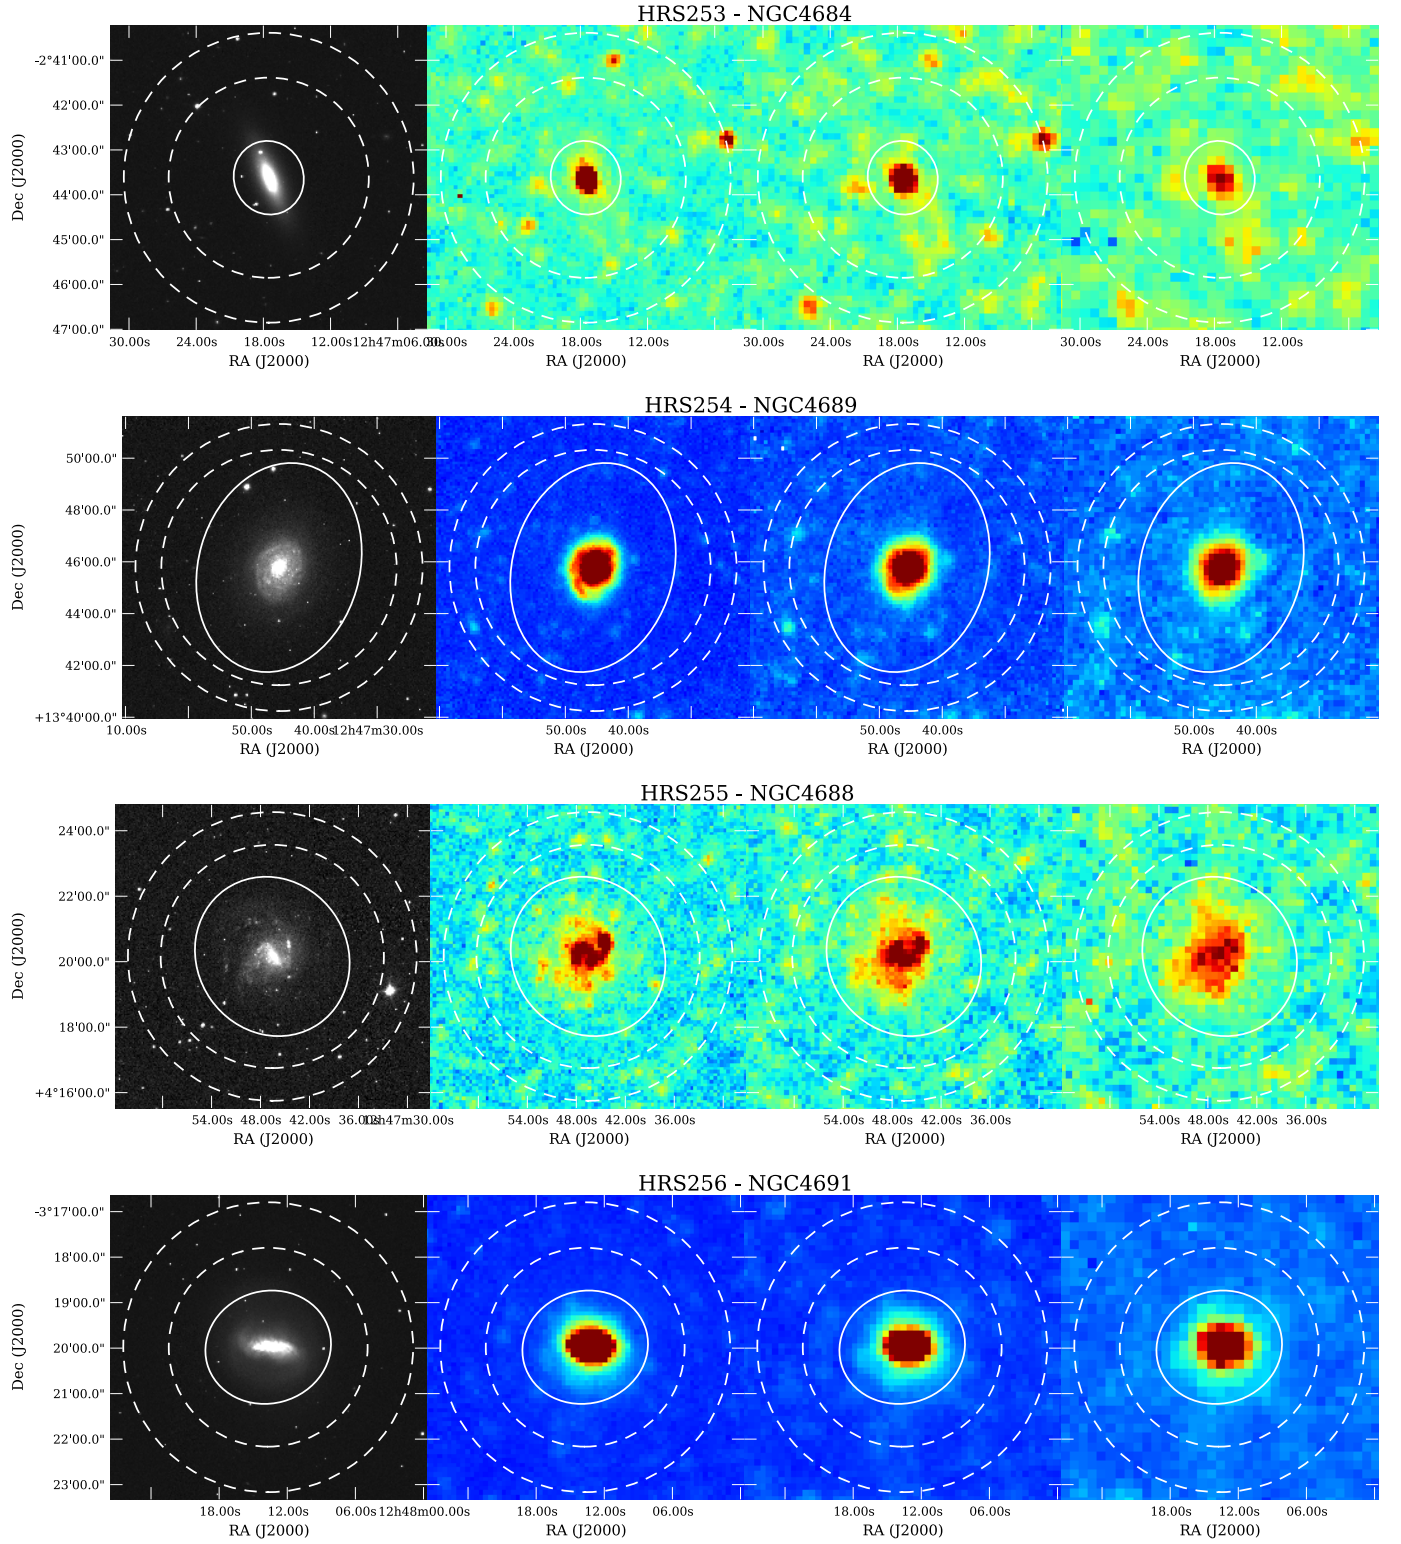 HRS253 - NGC4684
-2°41'00.0"
42'00.0"
43'00.0"
44'00.0"
45'00.0"
46'00.0"
47'00.0"
Dec (J2000)
30.00s 24.00s 18.00s 12.00s 12h47m06.00s 24.00s 18.00s 12.00s 30.00s 24.00s 18.00s 12.00s 30.00s 24.00s 18.00s 12.00s
RA (J2000) RA (J2000) RA (J2000) RA (J2000)
HRS254 - NGC4689
50'00.0"
48'00.0"
46'00.0"
44'00.0"
42'00.0"
+13°40'00.0"
Dec (J2000)
10.00s 50.00s 40.00s 12h47m30.00s 50.00s 40.00s 50.00s 40.00s 50.00s 40.00s
RA (J2000) RA (J2000) RA (J2000) RA (J2000)
HRS255 - NGC4688
24'00.0"
22'00.0"
20'00.0"
18'00.0"
+4°16'00.0"
Dec (J2000)
54.00s 48.00s 42.00s 36.00s 12h47m30.00s 54.00s 48.00s 42.00s 36.00s 54.00s 48.00s 42.00s 36.00s 54.00s 48.00s 42.00s 36.00s
RA (J2000) RA (J2000) RA (J2000) RA (J2000)
HRS256 - NGC4691
-3°17'00.0"
18'00.0"
19'00.0"
20'00.0"
21'00.0"
22'00.0"
23'00.0"
Dec (J2000)
18.00s 12.00s 06.00s 12h48m00.00s 18.00s 12.00s 06.00s 18.00s 12.00s 06.00s 18.00s 12.00s 06.00s
RA (J2000) RA (J2000) RA (J2000) RA (J2000)